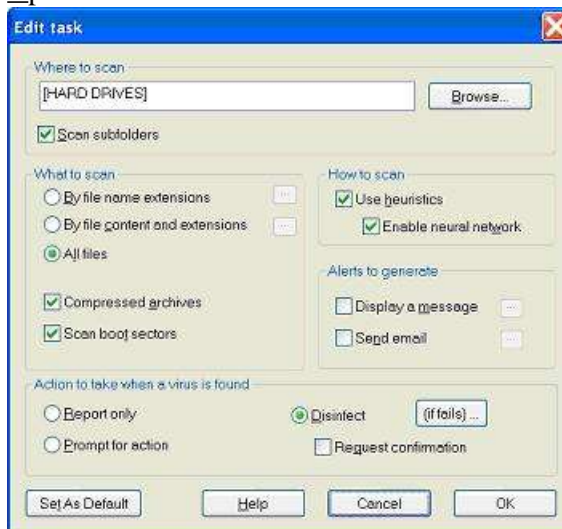 Edit task
Where to scan
[HARD DRIVES]
Browse...
Scan subfolders
What to scan
By file name extensions
...
By file content and extensions
...
All files
Compressed archives
Scan boot sectors
How to scan
Use heuristics
Enable neural network
Alerts to generate
Display a message
...
Send email
...
Action to take when a virus is found
Report only
Prompt for action
Disinfect
(if fails) ...
Request confirmation
Set As Default
Help
Cancel
OK